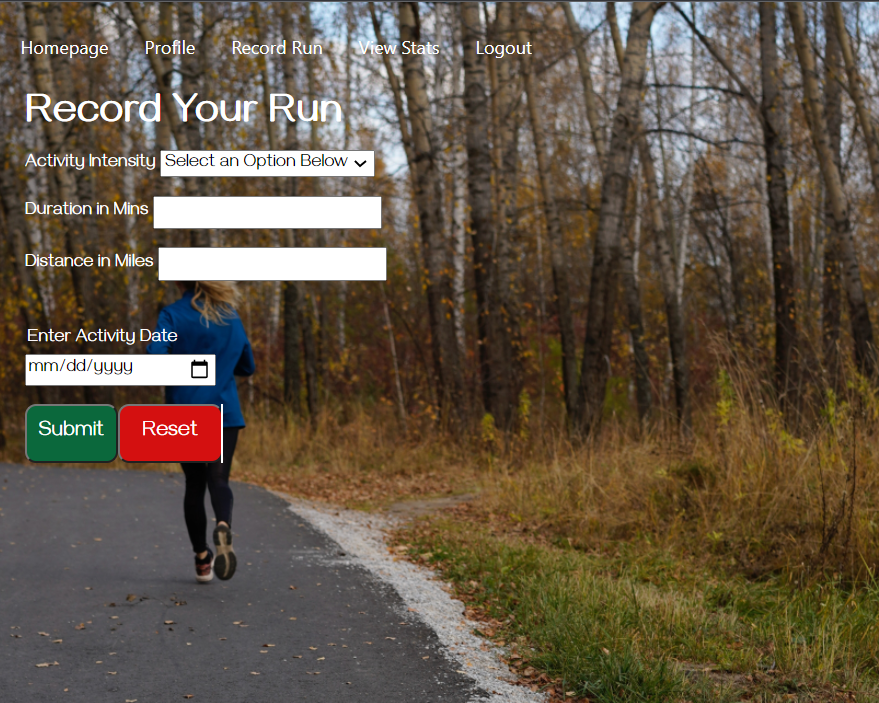 Homepage Profile Record Run View Stats Logout
Record Your Run
Activity Intensity Select an Option Below
Duration in Mins
Distance in Miles
Enter Activity Date
mm/dd/yyyy
Submit Reset